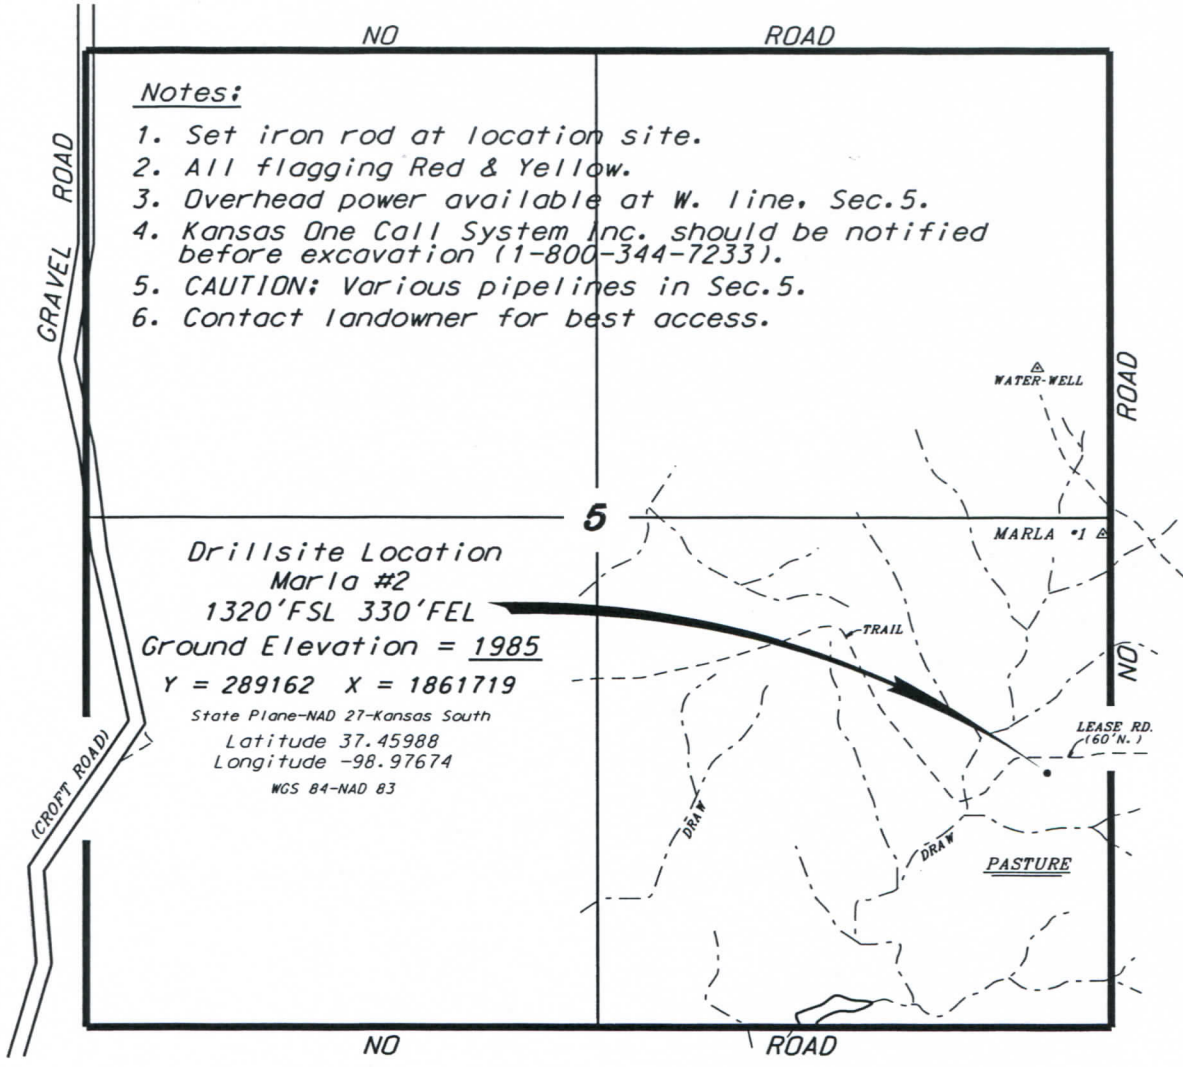 NO ROAD
Notes:
1. Set iron rod at location site.
2. All flagging Red & Yellow.
3. Overhead power available at W. line, Sec.5.
4. Kansas One Call System Inc. should be notified
before excavation (1-800-344-7233).
5. CAUTION: Various pipelines in Sec.5.
6. Contact landowner for best access.
GRAVEL ROAD
WATER-WELL
NO ROAD
5
MARLA #1
Drillsite Location
Marla #2
1320'FSL 330'FEL
Ground Elevation = 1985
Y = 289162 X = 1861719
State Plane-NAD 27-Kansas South
Latitude 37.45988
Longitude -98.97674
WGS 84-NAD 83
TRAIL
LEASE RD.
(60'N.)
(CROFT ROAD)
DRAW
DRAW
PASTURE
NO ROAD